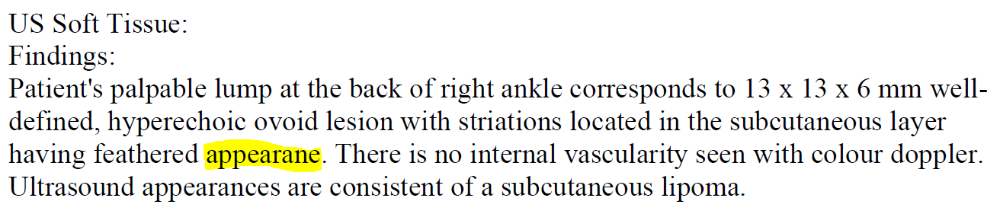 US Soft Tissue:
Findings:
Patient's palpable lump at the back of right ankle corresponds to 13 x 13 x 6 mm well-
defined, hyperechoic ovoid lesion with striations located in the subcutaneous layer
having feathered appearane. There is no internal vascularity seen with colour doppler.
Ultrasound appearances are consistent of a subcutaneous lipoma.